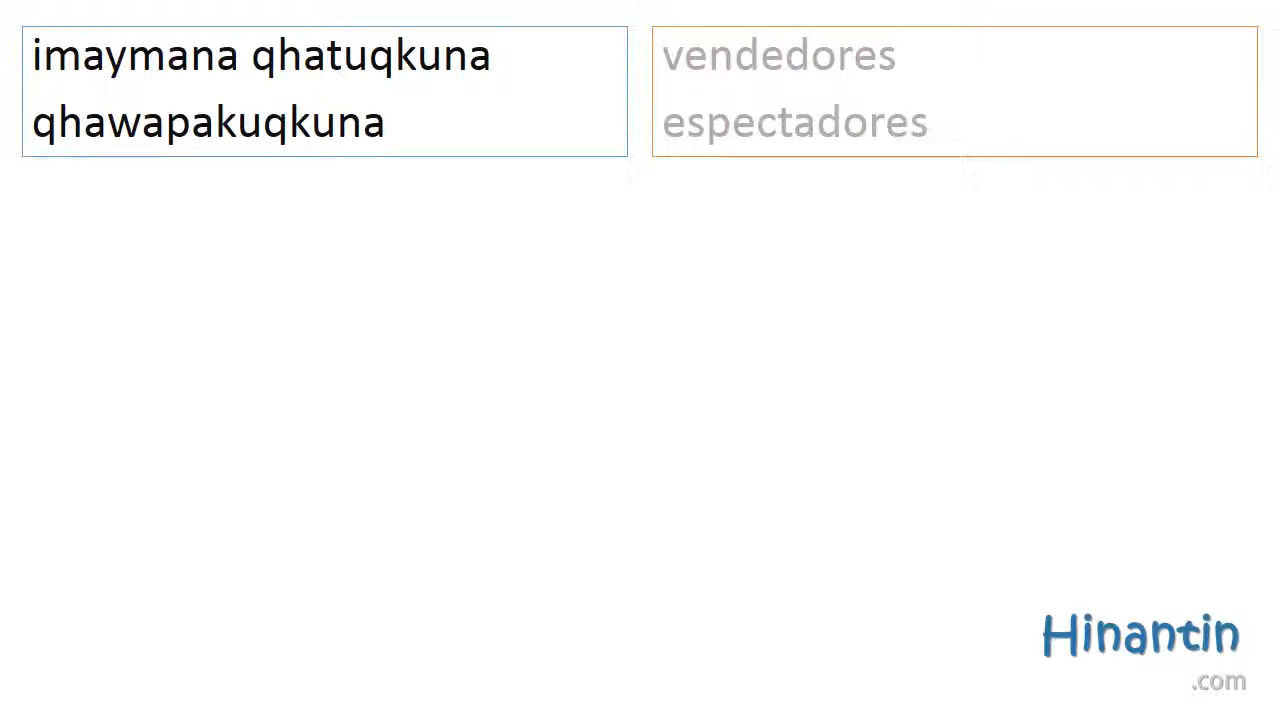 imaymana qhatuqkuna
qhawapakuqkuna
vendedores
espectadores
Hinantin
.com